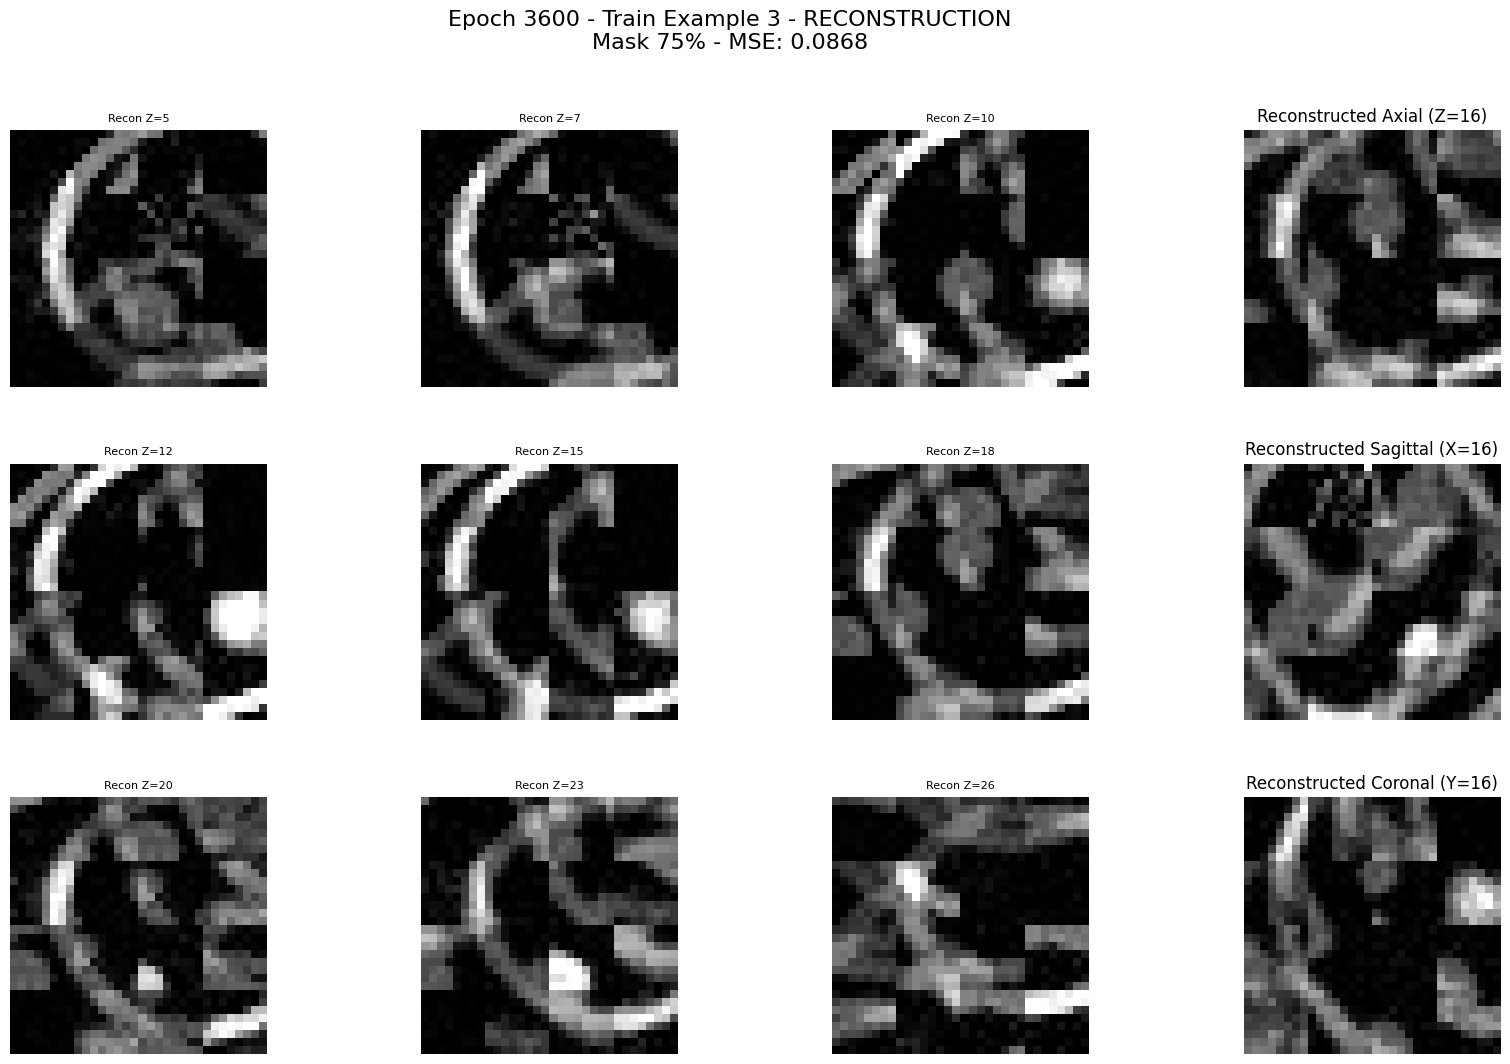 Epoch 3600 - Train Example 3 - RECONSTRUCTION
Mask 75% - MSE: 0.0868
Recon Z=5
Recon Z=7
Recon Z=10
Reconstructed Axial (Z=16)
Recon Z=12
Recon Z=15
Recon Z=18
Reconstructed Sagittal (X=16)
Recon Z=20
Recon Z=23
Recon Z=26
Reconstructed Coronal (Y=16)